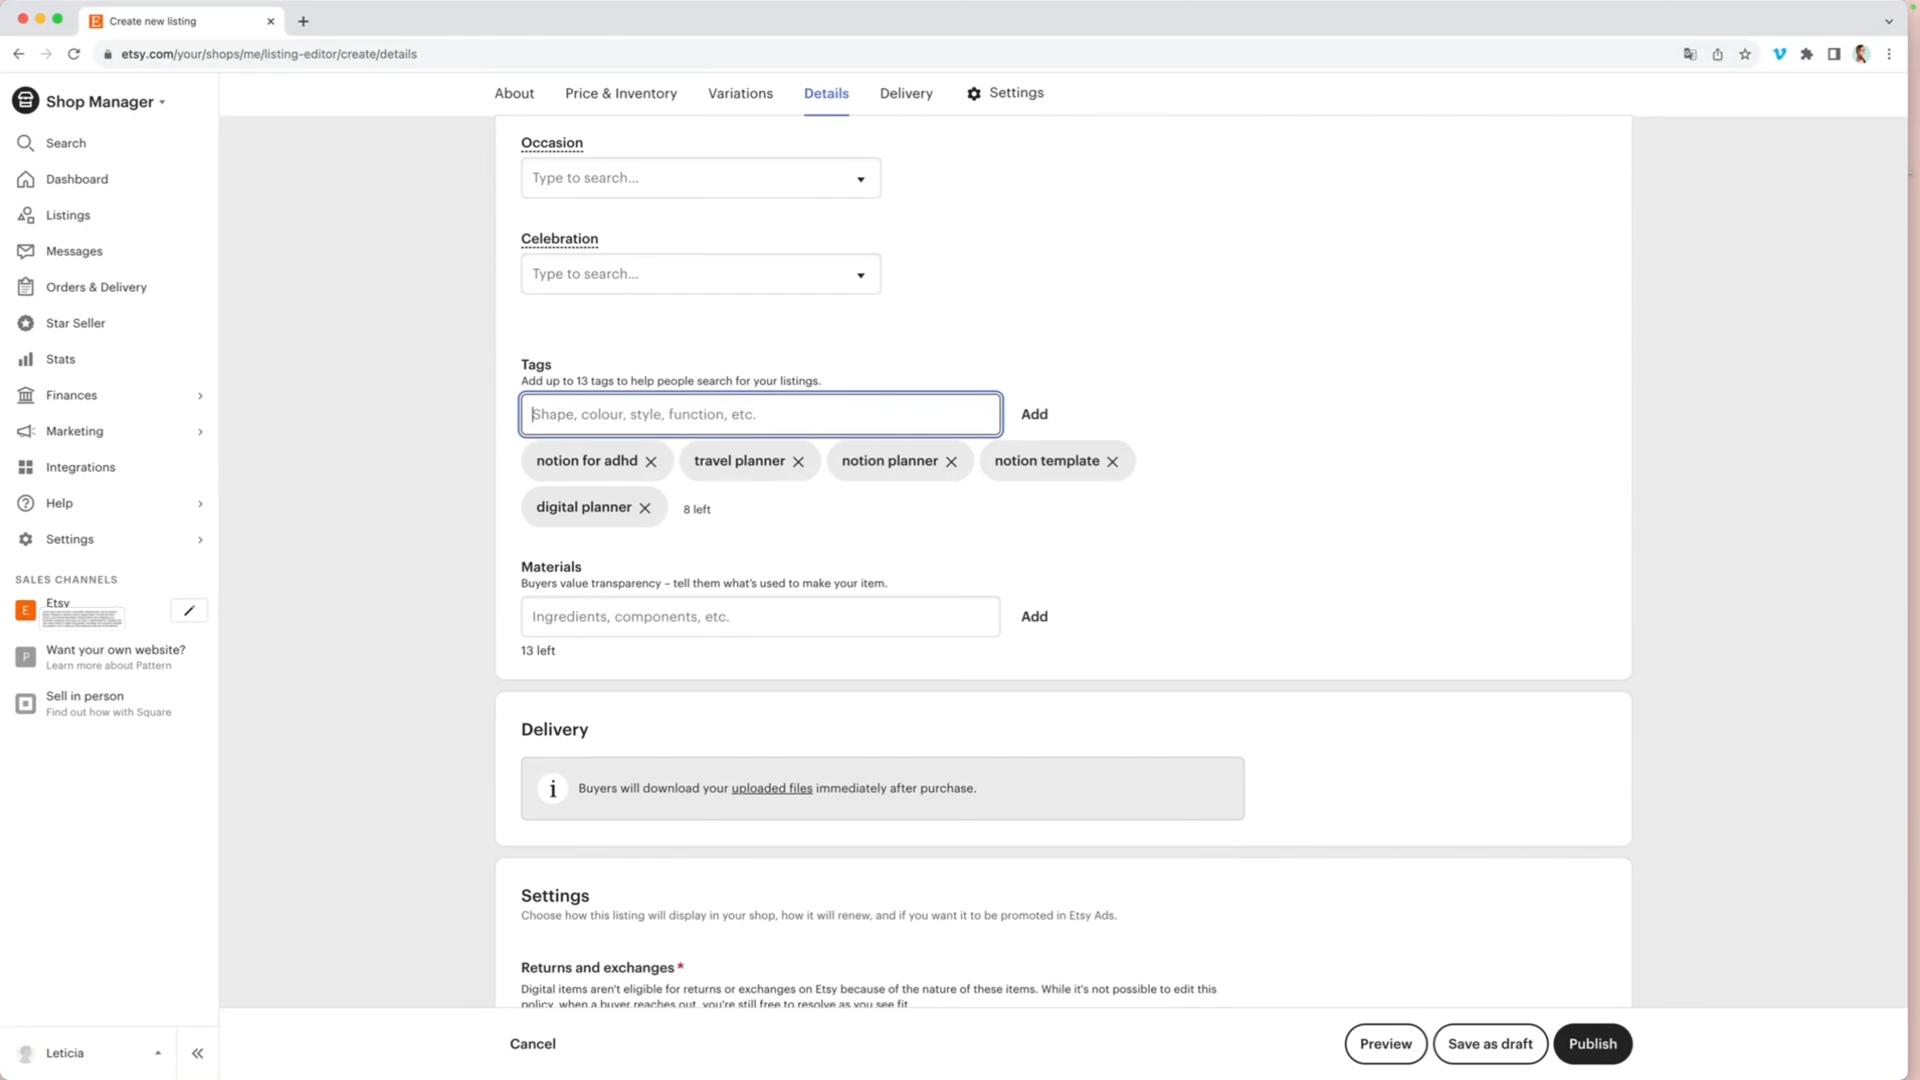 Create new listing
etsy.com/your/shops/me/listing-editor/create/details
Shop Manager
Search
Dashboard
Listings
Messages
Orders & Delivery
Star Seller
Stats
Finances
Marketing
Integrations
Help
Settings
SALES CHANNELS
E
Etsy
P
Want your own website?
Learn more about Pattern
Sell in person
Find out how with Square
Leticia
About Price & Inventory Variations Details Delivery Settings
Occasion
Type to search...
Celebration
Type to search...
Tags
Add up to 13 tags to help people search for your listings.
Shape, colour, style, function, etc. Add
notion for adhd travel planner notion planner notion template
digital planner 8 left
Materials
Buyers value transparency – tell them what's used to make your item.
Ingredients, components, etc. Add
13 left
Delivery
Buyers will download your uploaded files immediately after purchase.
Settings
Choose how this listing will display in your shop, how it will renew, and if you want it to be promoted in Etsy Ads.
Returns and exchanges *
Digital items aren't eligible for returns or exchanges on Etsy because of the nature of these items. While it's not possible to edit this
policy, when a buyer reaches out, you're still free to resolve as you see fit.
Cancel Preview Save as draft Publish